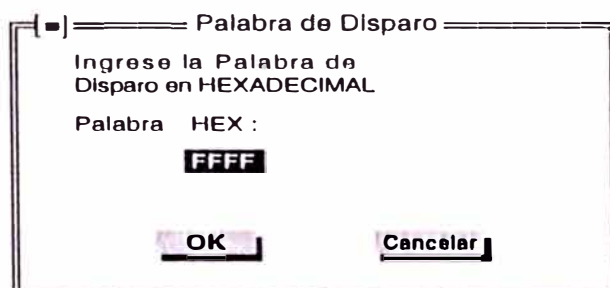 Palabra de Disparo
Ingrese la Palabra de
Disparo en HEXADECIMAL
Palabra HEX :
FFFF
OK Cancelar